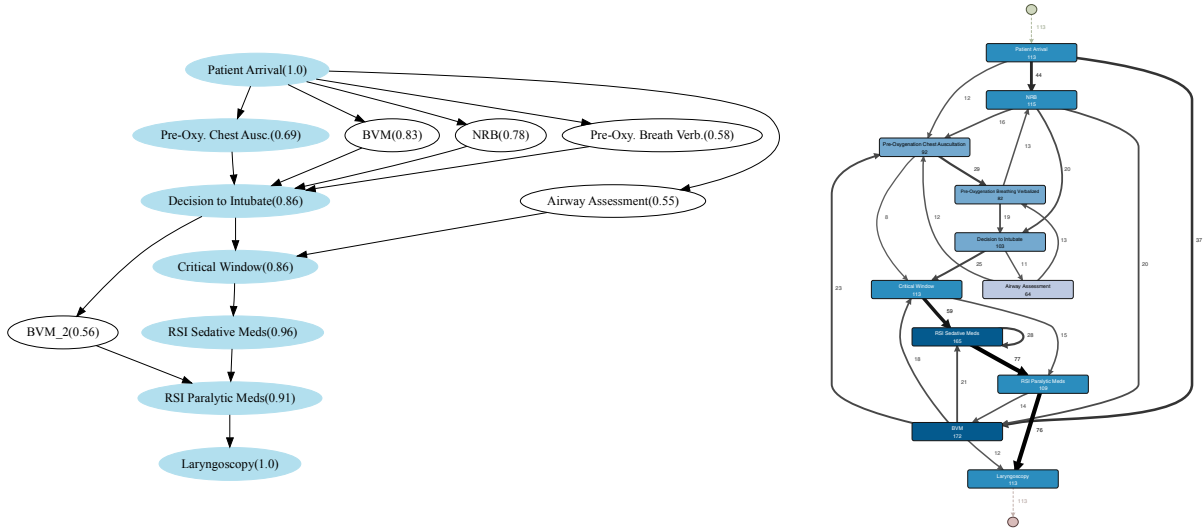 Patient Arrival(1.0)
Pre-Oxy. Chest Ausc.(0.69)
BVM(0.83)
NRB(0.78)
Pre-Oxy. Breath Verb.(0.58)
Decision to Intubate(0.86)
Airway Assessment(0.55)
Critical Window(0.86)
BVM_2(0.56)
RSI Sedative Meds(0.96)
RSI Paralytic Meds(0.91)
Laryngoscopy(1.0)
113
Patient Arrival
113
44
12
NRB
115
16
13
Pre-Oxygenation Chest Auscultation
92
29
20
Pre-Oxygenation Breathing Verbalized
92
8
12
19
Decision to Intubate
103
13
37
25
11
20
Critical Window
113
Airway Assessment
64
23
59
RSI Sedative Meds
165
28
15
18
77
21
RSI Paralytic Meds
109
14
BVM
172
76
12
Laryngoscopy
113
113